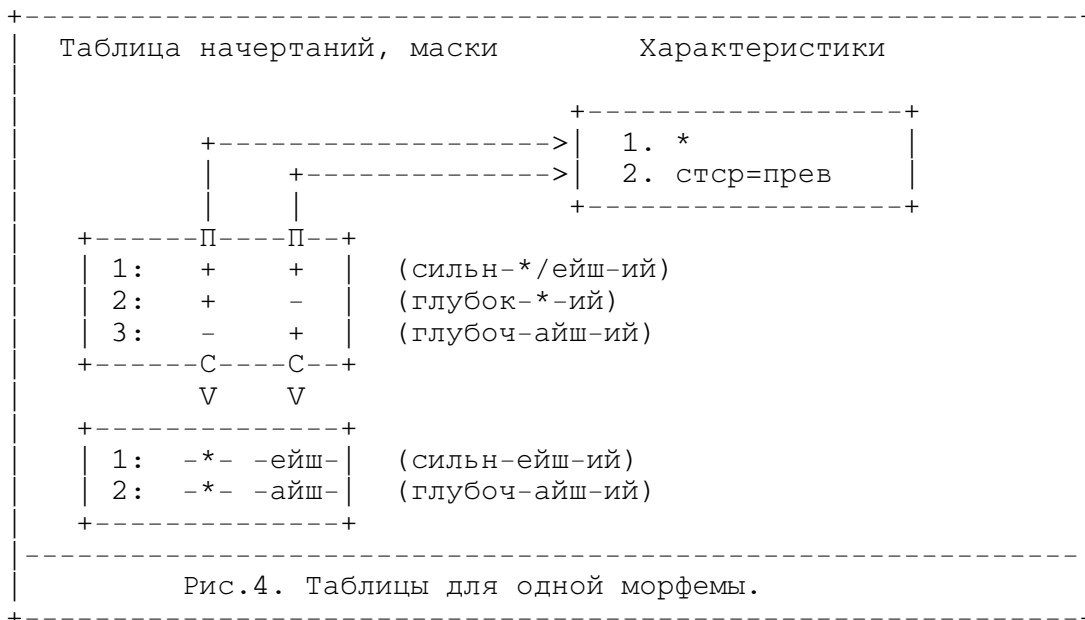 Таблица начертаний, маски Характеристики
1. *
2. стср=прев
П П
1: + + (сильн-*/ейш-ий)
2: + - (глубок-*-ий)
3: - + (глубоч-айш-ий)
С С
V V
1: -*- -ейш- (сильн-ейш-ий)
2: -*- -айш- (глубоч-айш-ий)
Рис.4. Таблицы для одной морфемы.